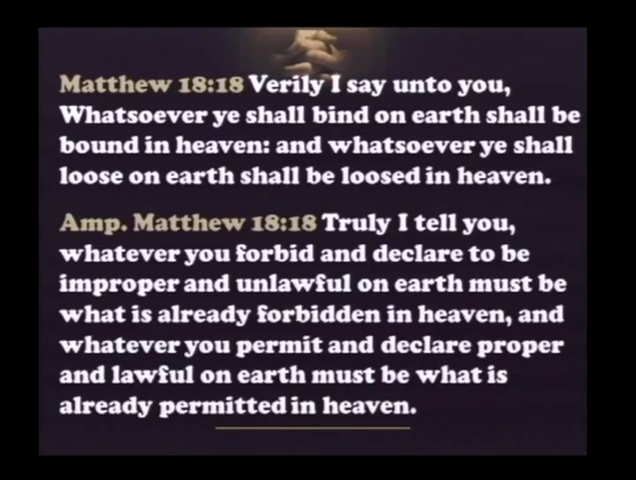 Matthew 18:18 Verily I say unto you,
Whatsoever ye shall bind on earth shall be
bound in heaven: and whatsoever ye shall
loose on earth shall be loosed in heaven.
Amp. Matthew 18:18 Truly I tell you,
whatever you forbid and declare to be
improper and unlawful on earth must be
what is already forbidden in heaven, and
whatever you permit and declare proper
and lawful on earth must be what is
already permitted in heaven.